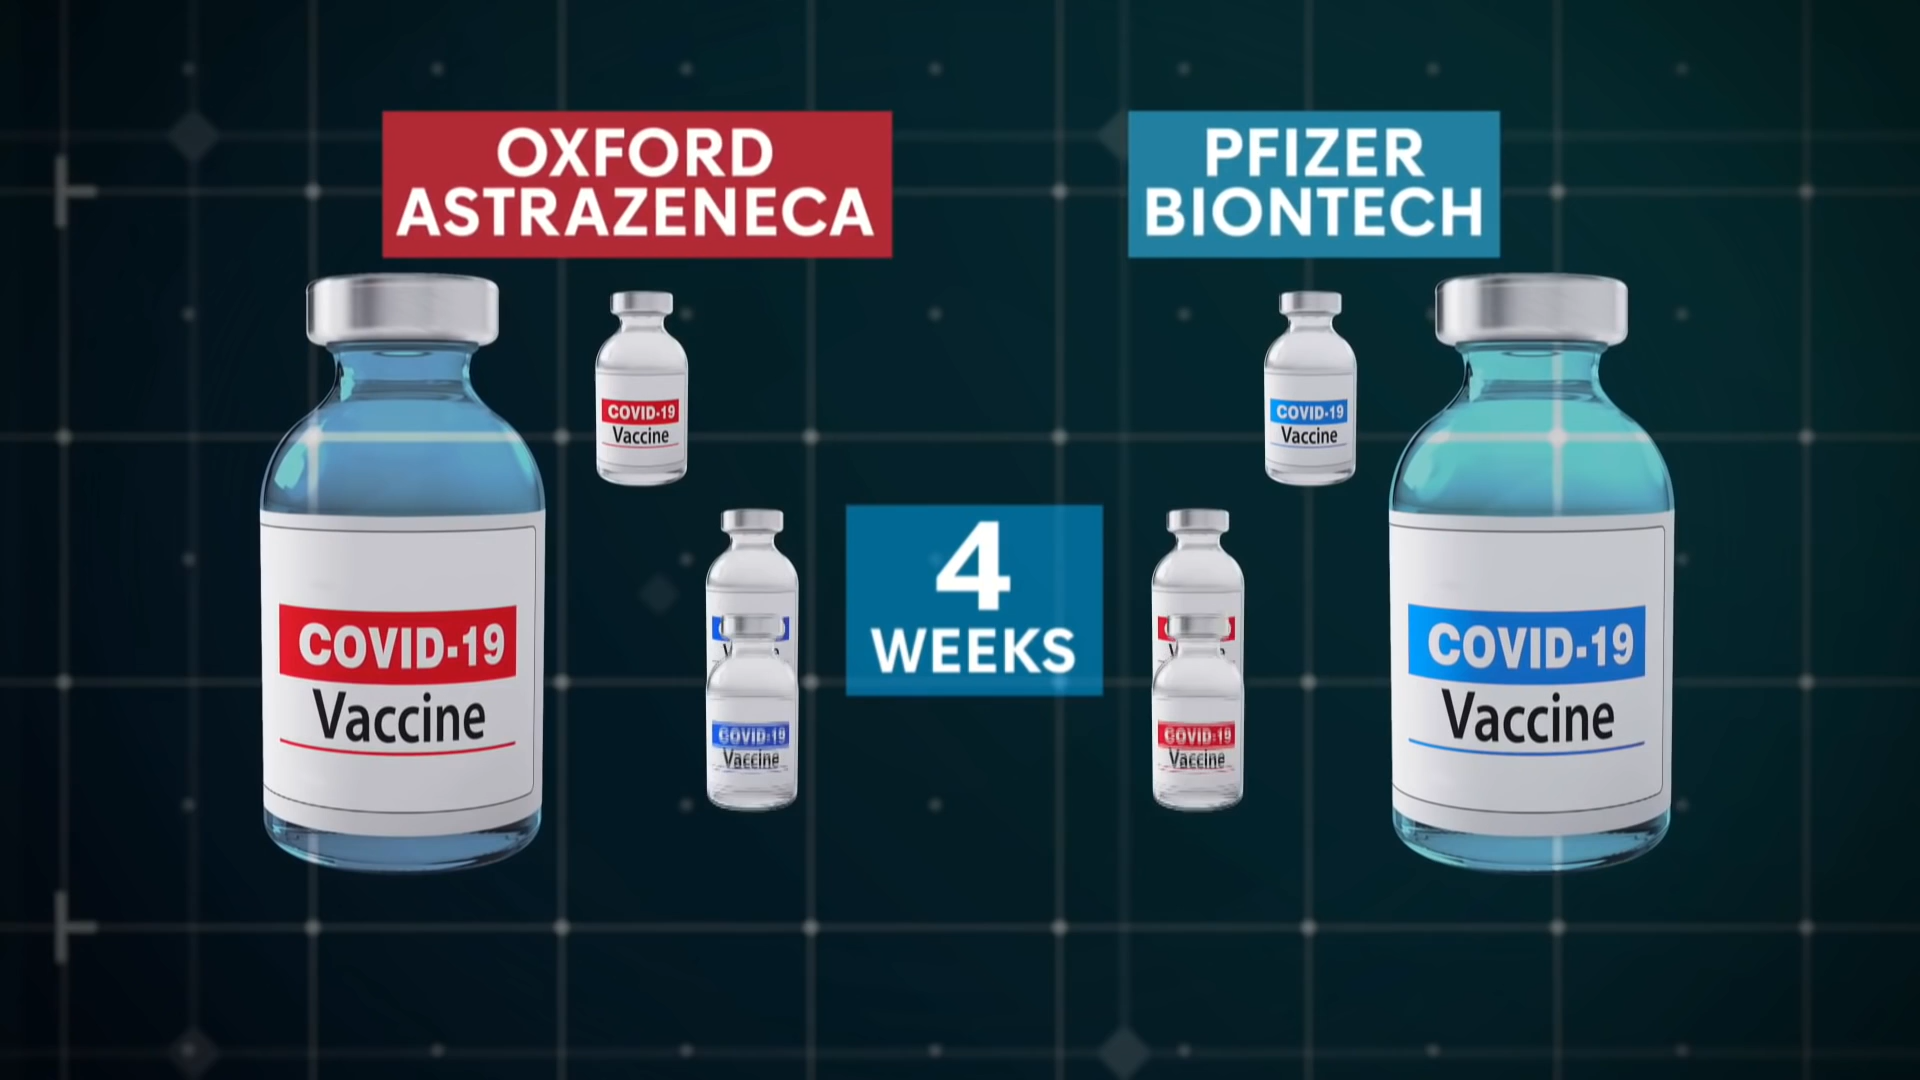 OXFORD
ASTRAZENECA
PFIZER
BIONTECH
COVID-19
Vaccine
COVID-19
Vaccine
4
WEEKS
COVID-19
Vaccine
COVID-19
Vaccine
COVID-19
Vaccine
COVID-19
Vaccine